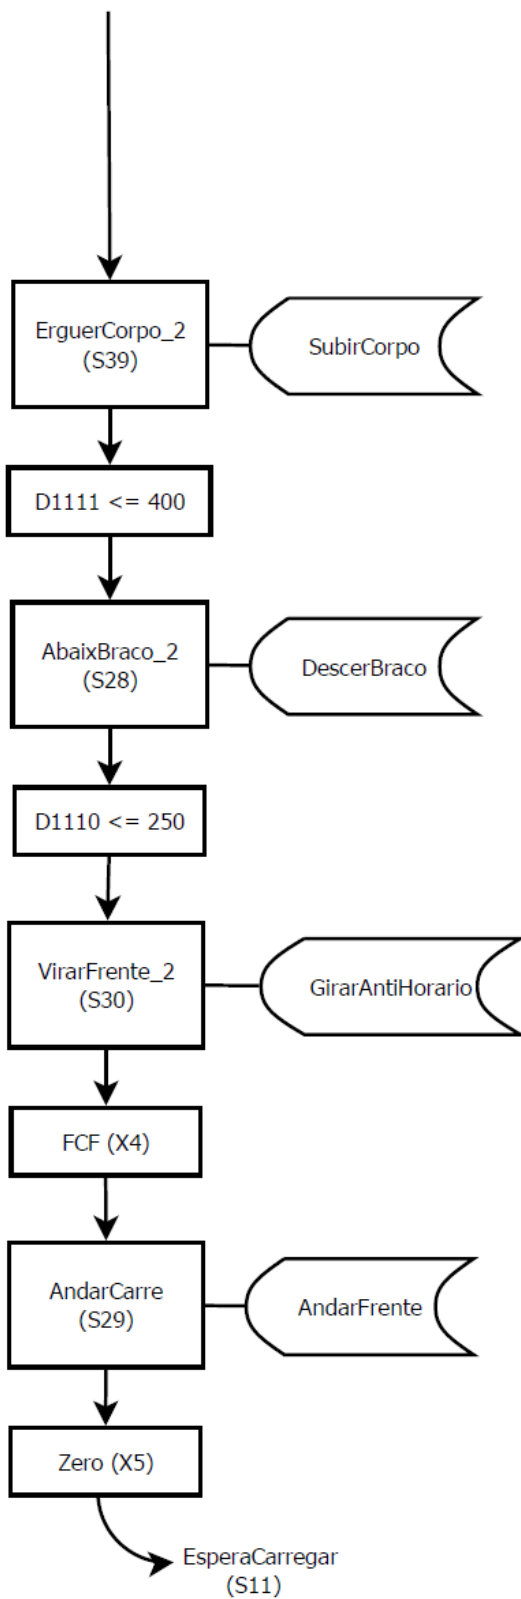 ErguerCorpo_2
(S39)
SubirCorpo
D1111 <= 400
AbaixBraco_2
(S28)
DescerBraco
D1110 <= 250
VirarFrente_2
(S30)
GirarAntiHorario
FCF (X4)
AndarCarre
(S29)
AndarFrente
Zero (X5)
EsperaCarregar
(S11)